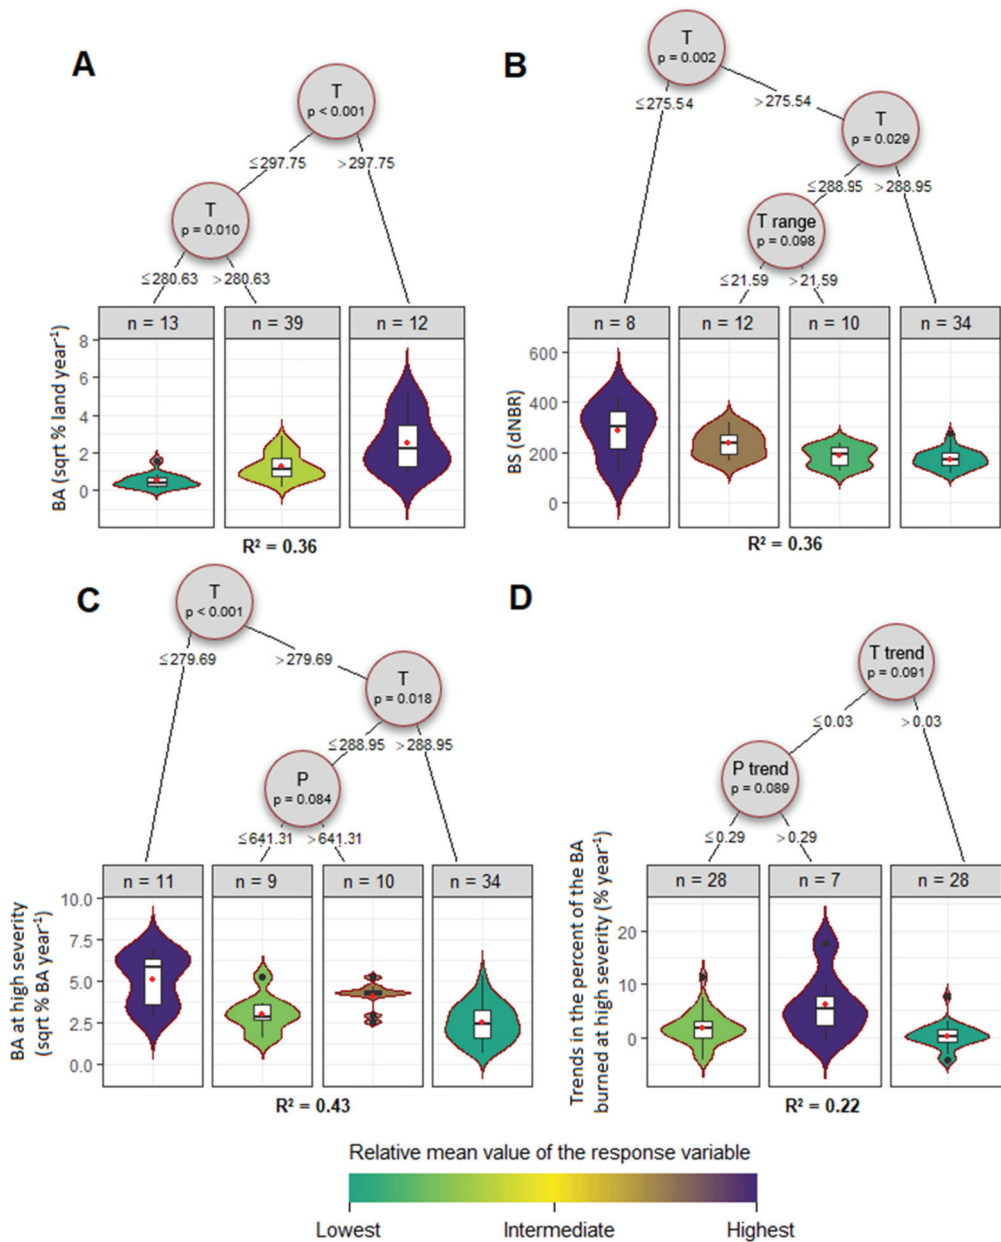 A
T
p < 0.001
≤297.75
>297.75
T
p = 0.010
≤280.63
>280.63
n = 13
n = 39
n = 12
BA (sqrt % land year⁻¹)
8
6
4
2
0
R² = 0.36
B
T
p = 0.002
≤275.54
>275.54
T
p = 0.029
≤288.95
>288.95
T range
p = 0.098
≤21.59
>21.59
n = 8
n = 12
n = 10
n = 34
BS (dNBR)
600
400
200
0
R² = 0.36
C
T
p < 0.001
≤279.69
>279.69
T
p = 0.018
≤288.95
>288.95
P
p = 0.084
≤641.31
>641.31
n = 11
n = 9
n = 10
n = 34
BA at high severity
(sqrt % BA year⁻¹)
10.0
7.5
5.0
2.5
0.0
R² = 0.43
D
T trend
p = 0.091
≤0.03
>0.03
P trend
p = 0.089
≤0.29
>0.29
n = 28
n = 7
n = 28
Trends in the percent of the BA
burned at high severity (% year⁻¹)
20
10
0
R² = 0.22
Relative mean value of the response variable
Lowest
Intermediate
Highest